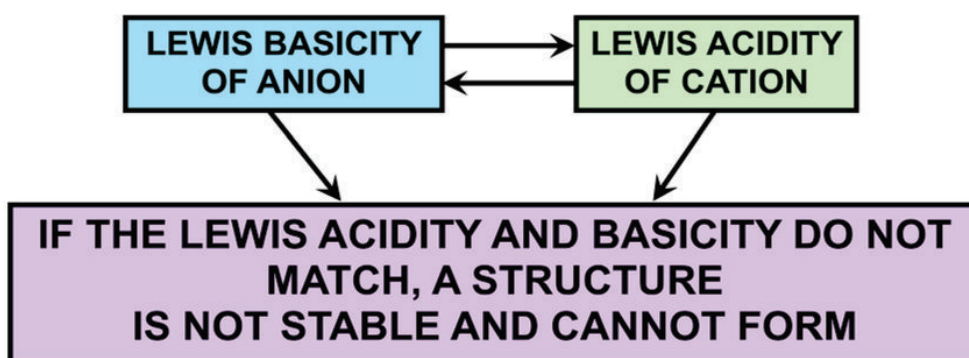 LEWIS BASICITY
OF ANION
LEWIS ACIDITY
OF CATION
IF THE LEWIS ACIDITY AND BASICITY DO NOT
MATCH, A STRUCTURE
IS NOT STABLE AND CANNOT FORM